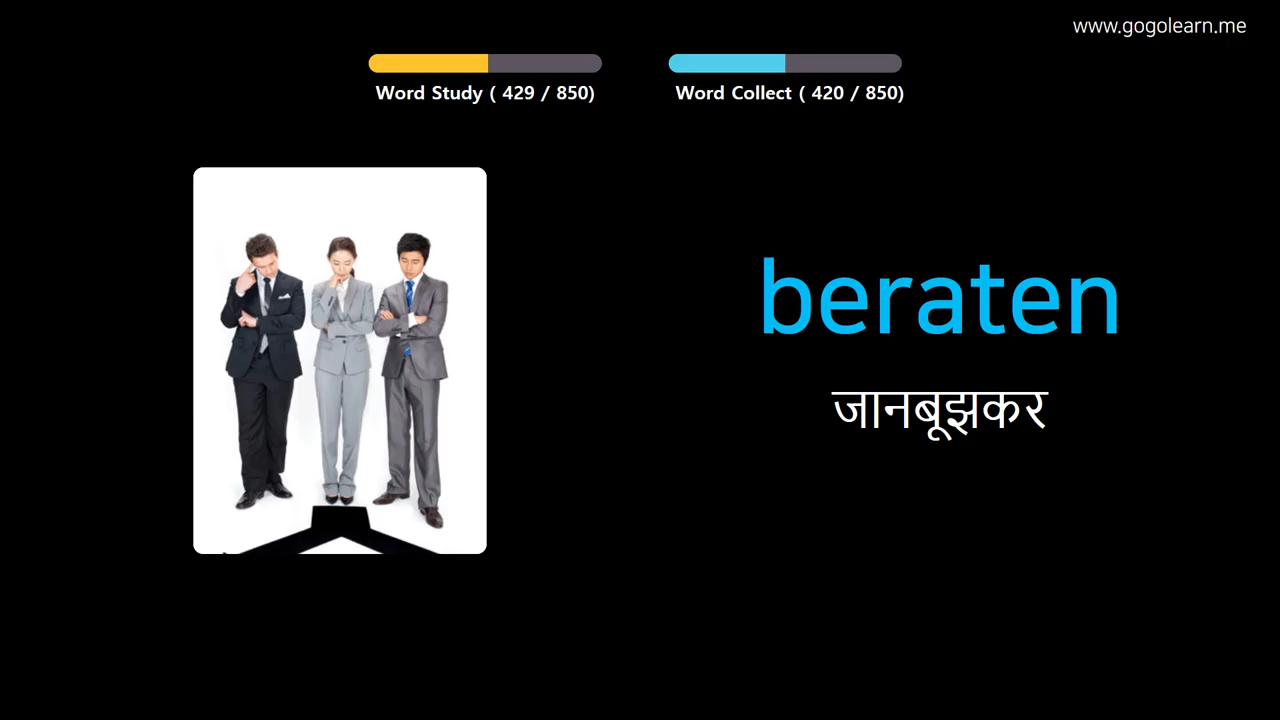 www.gogolearn.me
Word Study ( 429 / 850)
Word Collect ( 420 / 850)
beraten
जानबूझकर